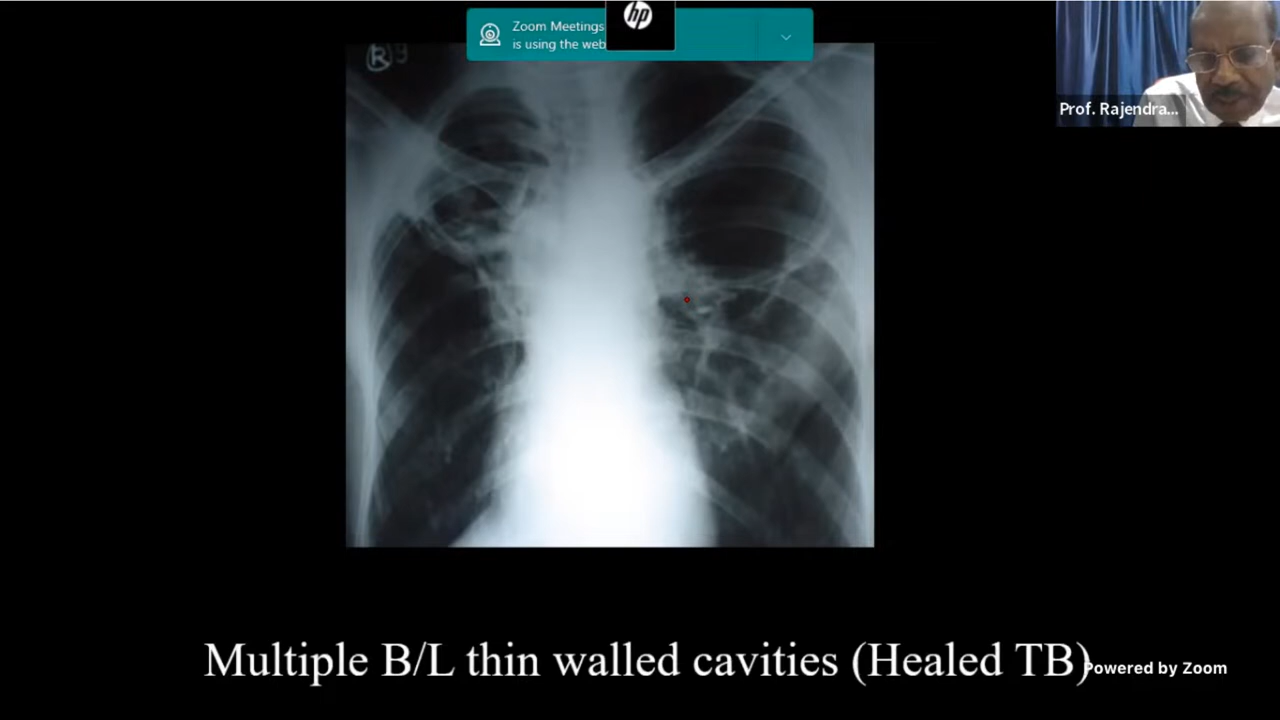 hp
Zoom Meetings
is using the web
Prof. Rajendra...
R
Multiple B/L thin walled cavities (Healed TB)
Powered by Zoom